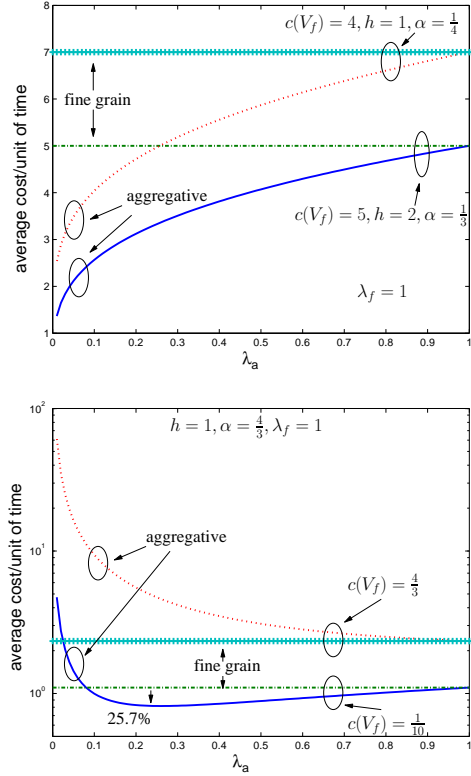 c(V_f) = 4, h = 1, α = 1/4
7
6
5
4
3
2
1
fine grain
aggregative
c(V_f) = 5, h = 2, α = 1/3
λ_f = 1
average cost/unit of time
0 0.1 0.2 0.3 0.4 0.5 0.6 0.7 0.8 0.9 1
λ_a
h = 1, α = 4/3, λ_f = 1
10^2
10^1
10^0
aggregative
c(V_f) = 4/3
fine grain
25.7%
c(V_f) = 1/10
average cost/unit of time
0 0.1 0.2 0.3 0.4 0.5 0.6 0.7 0.8 0.9 1
λ_a